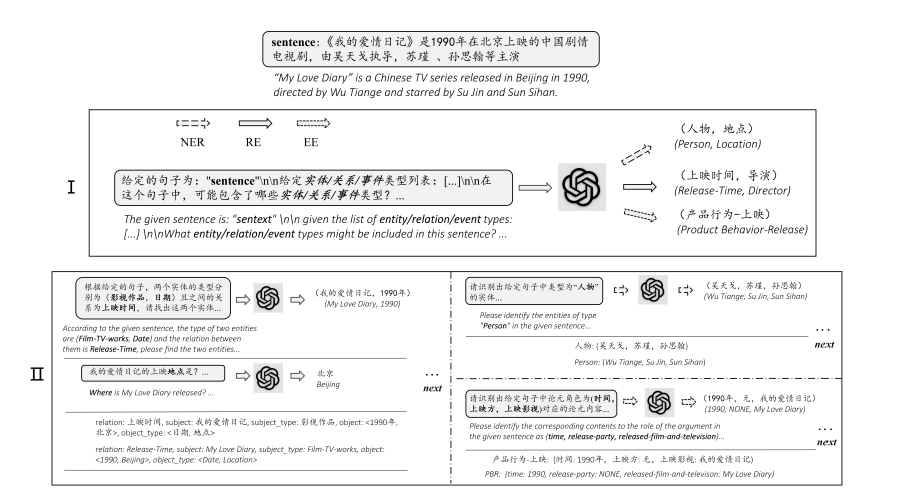 sentence:《我的爱情日记》是1990年在北京上映的中国剧情
电视剧，由吴天戈执导，苏瑾 、孙思翰等主演
“My Love Diary” is a Chinese TV series released in Beijing in 1990,
directed by Wu Tiange and starred by Su Jin and Sun Sihan.
I
NER RE EE
给定的句子为："sentence"\n\n给定实体/关系/事件类型列表：[...]\n\n在
这个句子中，可能包含了哪些实体/关系/事件类型？...
The given sentence is: "sentext" \n\n given the list of entity/relation/event types:
[...] \n\nWhat entity/relation/event types might be included in this sentence? ...
（人物，地点）
(Person, Location)
（上映时间，导演）
(Release-Time, Director)
（产品行为-上映）
(Product Behavior-Release)
II
根据给定的句子，两个实体的类型分
别为（影视作品，日期）且之间的关
系为上映时间，请找出这两个实体...
（我的爱情日记，1990年）
(My Love Diary, 1990)
According to the given sentence, the type of two entities
are (Film-TV-works, Date) and the relation between
them is Release-Time, please find the two entities...
我的爱情日记的上映地点是？...
北京
Beijing
Where is My Love Diary released? ...
...
next
relation: 上映时间, subject: 我的爱情日记, subject_type: 影视作品, object: <1990年,
北京>, object_type: <日期, 地点>
relation: Release-Time, subject: My Love Diary, subject_type: Film-TV-works, object:
<1990, Beijing>, object_type: <Date, Location>
请识别出给定句子中类型为“人物”
的实体...
（吴天戈，苏瑾，孙思翰）
(Wu Tiange, Su Jin, Sun Sihan)
Please identify the entities of type
"Person" in the given sentence...
...
next
人物: (吴天戈，苏瑾，孙思翰)
Person: (Wu Tiange, Su Jin, Sun Sihan)
请识别出给定句子中论元角色为(时间,
上映方，上映影视)对应的论元内容...
（1990年，无，我的爱情日记）
(1990, NONE, My Love Diary)
Please identify the corresponding contents to the role of the argument in
the given sentence as (time, release-party, released-film-and-television)...
...
next
产品行为-上映: {时间: 1990年，上映方: 无，上映影视: 我的爱情日记}
PBR: {time: 1990, release-party: NONE, released-film-and-televison: My Love Diary}